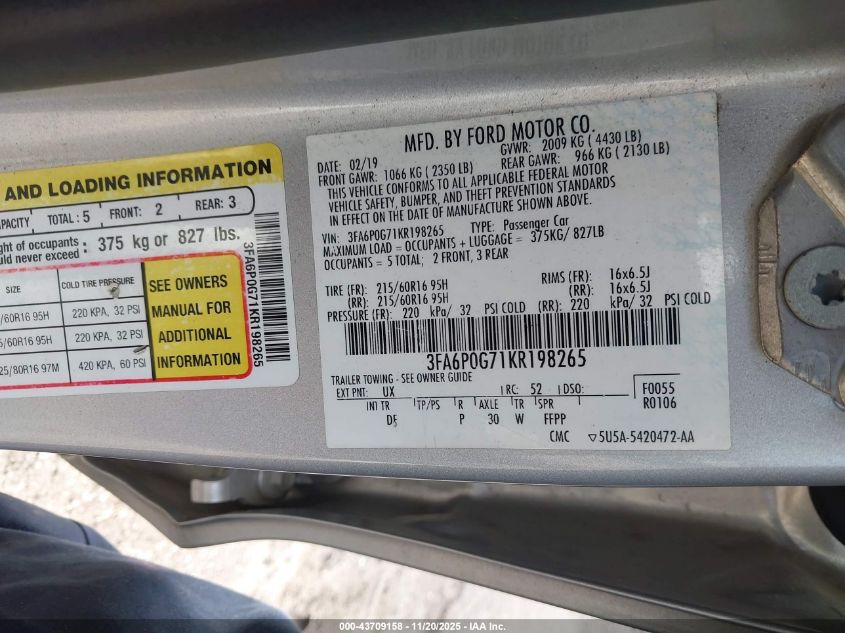 MFD. BY FORD MOTOR CO.
DATE: 02/19 GVWR: 2009 KG ( 4430 LB)
FRONT GAWR: 1066 KG ( 2350 LB) REAR GAWR: 966 KG ( 2130 LB)
THIS VEHICLE CONFORMS TO ALL APPLICABLE FEDERAL MOTOR
VEHICLE SAFETY, BUMPER, AND THEFT PREVENTION STANDARDS
IN EFFECT ON THE DATE OF MANUFACTURE SHOWN ABOVE.
VIN: 3FA6P0G71KR198265 TYPE: Passenger Car
MAXIMUM LOAD = OCCUPANTS + LUGGAGE = 375KG/ 827LB
OCCUPANTS = 5 TOTAL; 2 FRONT, 3 REAR
TIRE (FR): 215/60R16 95H RIMS (FR): 16x6.5J
(RR): 215/60R16 95H (RR): 16x6.5J
PRESSURE (FR): 220 kPa/ 32 PSI COLD (RR): 220 kPa/ 32 PSI COLD
3FA6P0G71KR198265
TRAILER TOWING - SEE OWNER GUIDE
EXT PNT: UX RC: 52 DSO: F0055
INT TR TP/PS R AXLE TR SPR R0106
DF P 30 W FFPP
CMC ▽5U5A-5420472-AA
AND LOADING INFORMATION
TOTAL : 5 FRONT: 2 REAR: 3
of occupants : 375 kg or 827 lbs.
never exceed :
SIZE COLD TIRE PRESSURE
/60R16 95H 220 KPA, 32 PSI
/60R16 95H 220 KPA, 32 PSI
25/80R16 97M 420 KPA, 60 PSI
SEE OWNERS
MANUAL FOR
ADDITIONAL
INFORMATION
3FA6P0G71KR198265
000-43709158 - 11/20/2025 - IAA Inc.